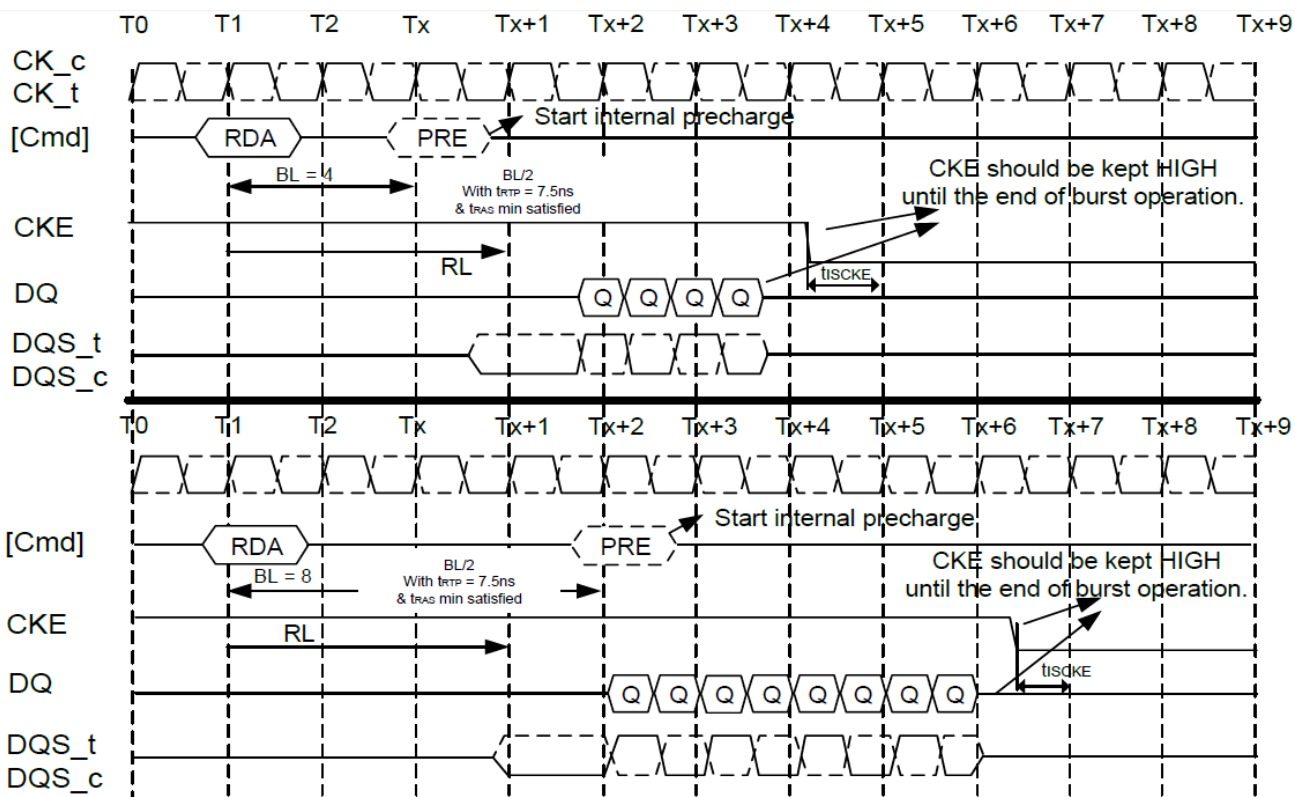 T0 T1 T2 Tx Tx+1 Tx+2 Tx+3 Tx+4 Tx+5 Tx+6 Tx+7 Tx+8 Tx+9
CK_c
CK_t
[Cmd] RDA PRE Start internal precharge
BL = 4
BL/2
With tRTP = 7.5ns
& tRAS min satisfied
CKE should be kept HIGH
until the end of burst operation.
CKE
RL
tISCKE
DQ Q Q Q Q
DQS_t
DQS_c
T0 T1 T2 Tx Tx+1 Tx+2 Tx+3 Tx+4 Tx+5 Tx+6 Tx+7 Tx+8 Tx+9
Start internal precharge
[Cmd] RDA PRE
BL = 8
BL/2
With tRTP = 7.5ns
& tRAS min satisfied
CKE should be kept HIGH
until the end of burst operation.
CKE
RL
tISCKE
DQ Q Q Q Q Q Q Q Q
DQS_t
DQS_c